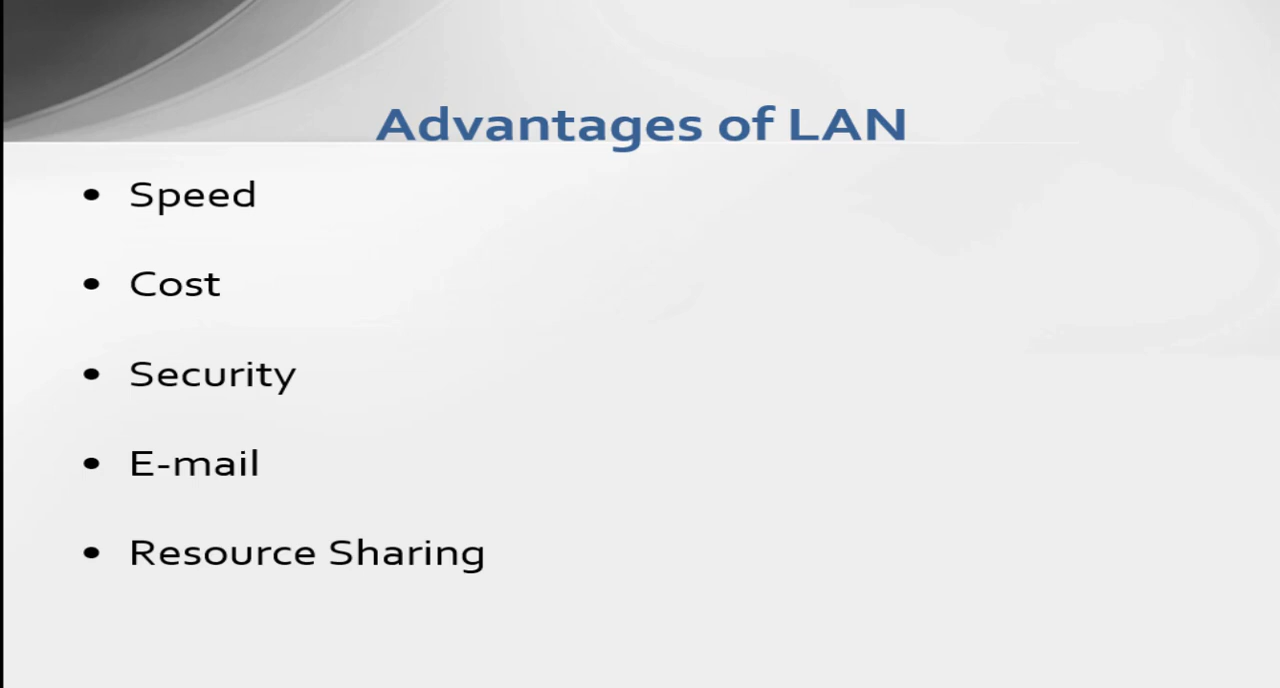 Advantages of LAN
• Speed
• Cost
• Security
• E-mail
• Resource Sharing